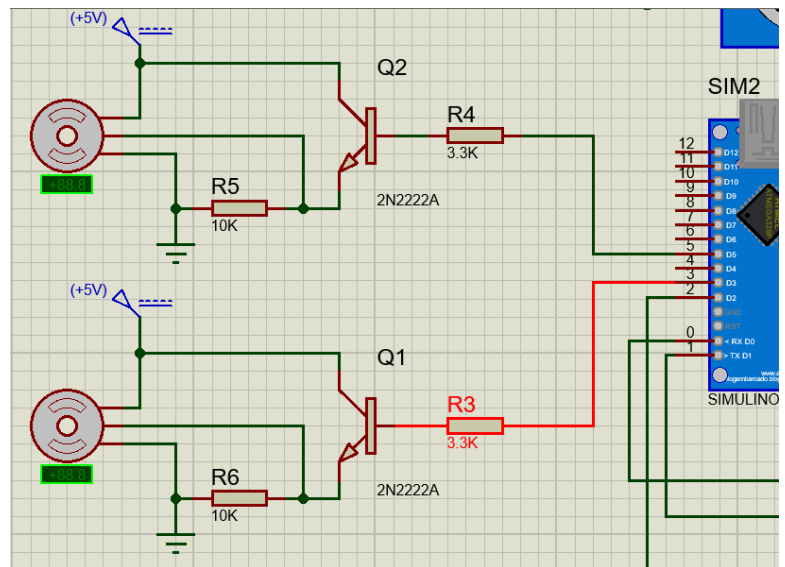 (+5V)
Q2
SIM2
R4
3.3K
R5
10K
2N2222A
+88.8
12
11
10
9
8
7
6
5
4
3
2
0
1
D12
D11
D10
D9
D8
D7
D6
D5
D4
D3
D2
GND
RST
< RX D0
> TX D1
SIMULINO
(+5V)
Q1
R3
3.3K
R6
10K
2N2222A
+88.8